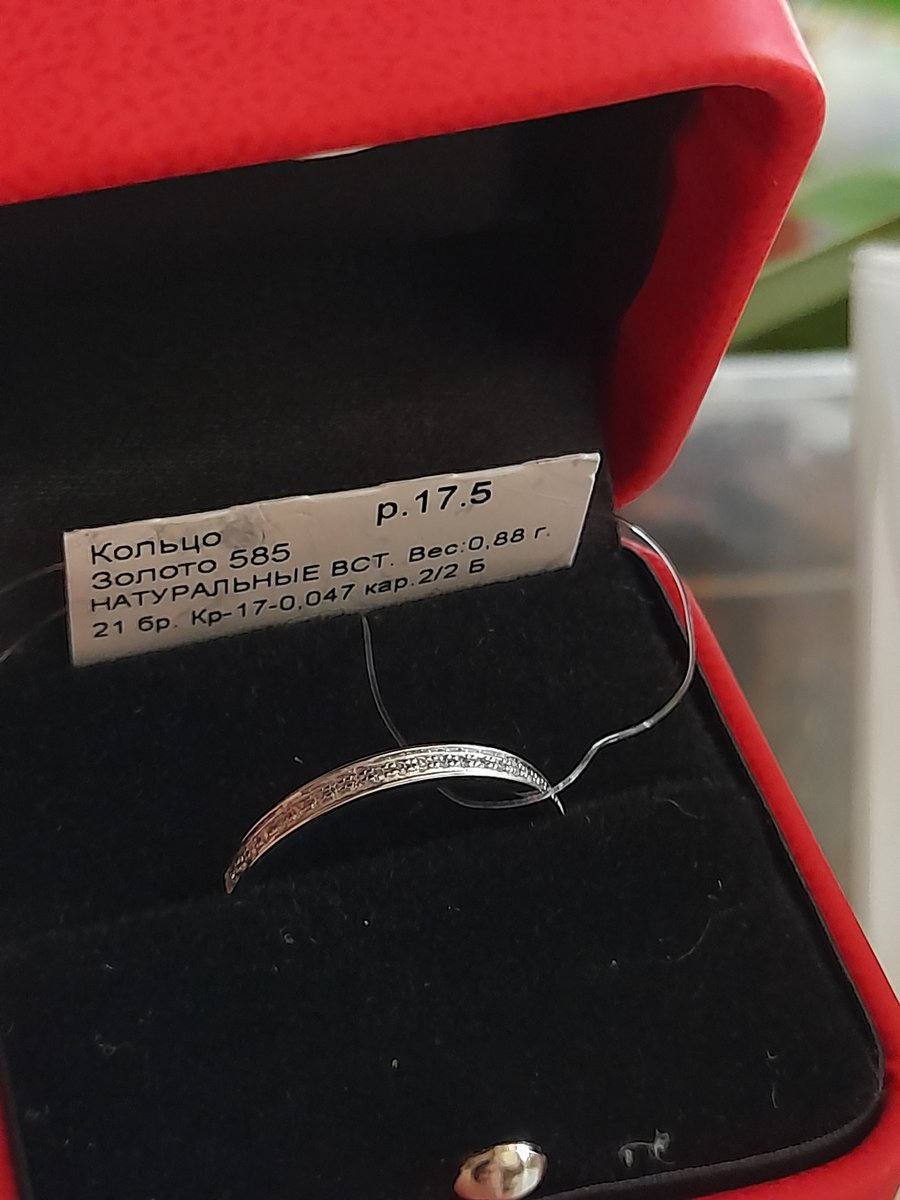 Кольцо р.17.5
Золото 585
НАТУРАЛЬНЫЕ ВСТ. Вес:0,88 г.
21 бр. Кр-17-0,047 кар.2/2 Б